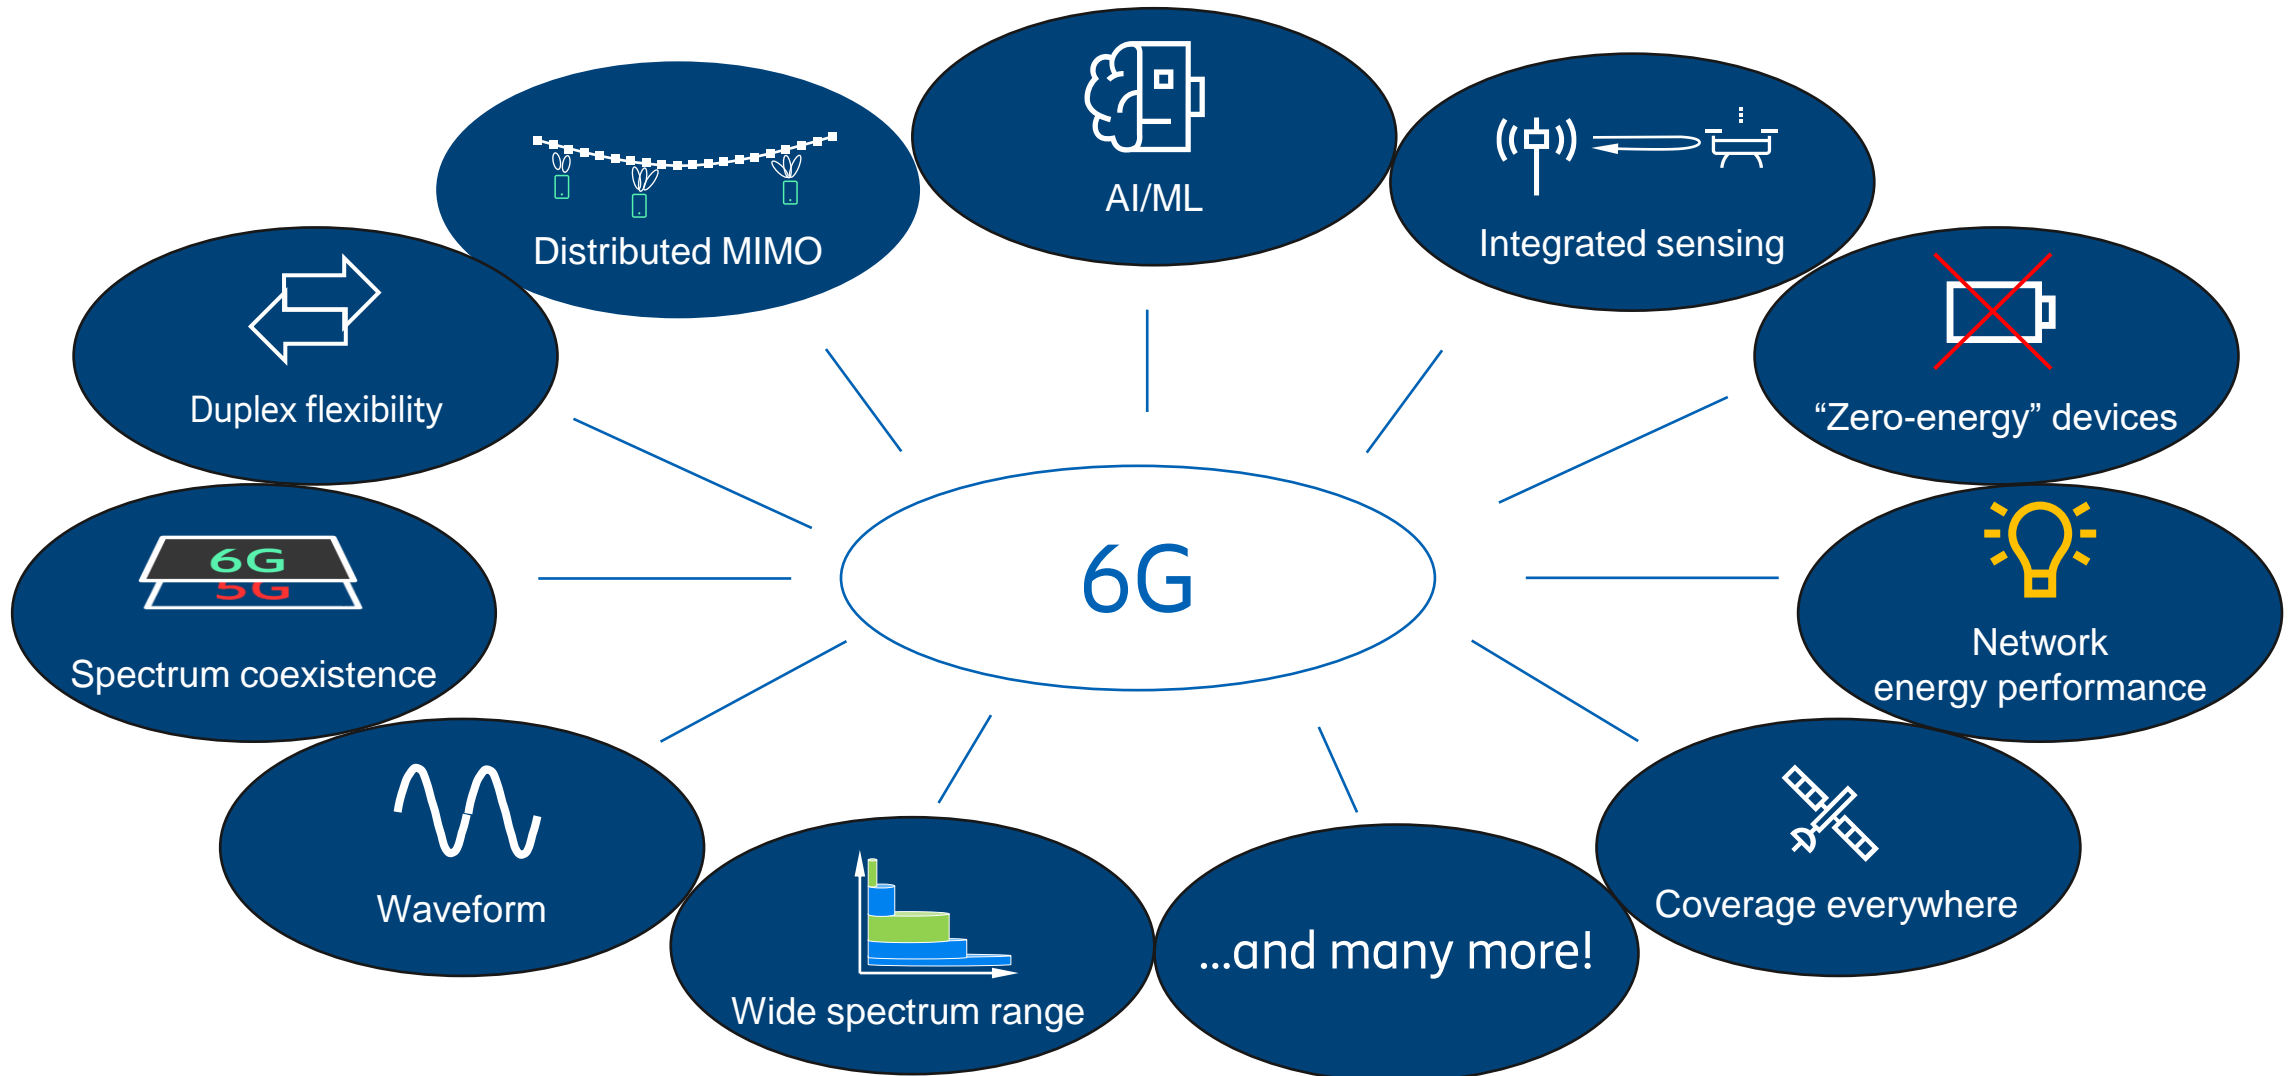 AI/ML
Distributed MIMO
Integrated sensing
Duplex flexibility
“Zero-energy” devices
6G
6G
5G
Spectrum coexistence
Network
energy performance
Waveform
Coverage everywhere
Wide spectrum range
...and many more!